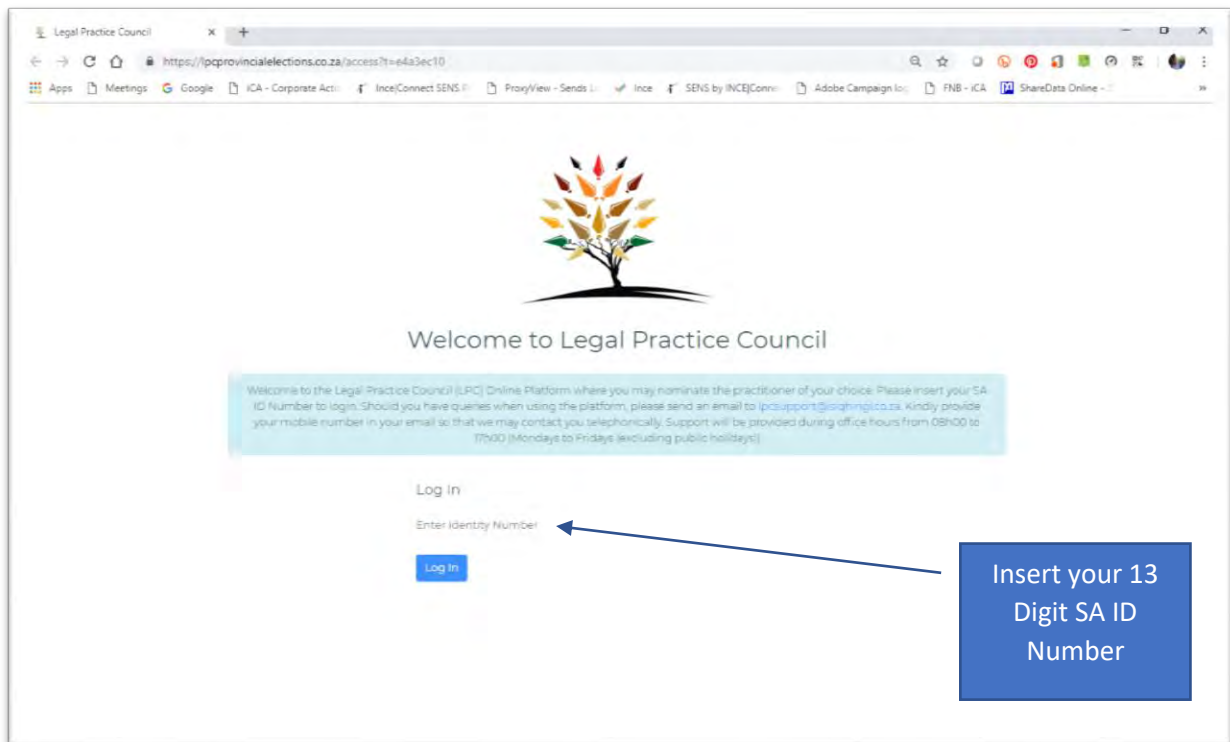 Legal Practice Council
https://lpcprovincialelections.co.za/access?t=e4a3ec10
Apps Meetings Google iCA - Corporate Acti Ince|Connect SENS F ProxyView - Sends Li Ince SENS by INCE|Conn Adobe Campaign log FNB - iCA ShareData Online -
Welcome to Legal Practice Council
Welcome to the Legal Practice Council (LPC) Online Platform where you may nominate the practitioner of your choice. Please insert your SA
ID Number to login. Should you have queries when using the platform, please send an email to Kindly provide
your mobile number in your email so that we may contact you telephonically. Support will be provided during office hours from 08h00 to
17h00 (Mondays to Fridays (excluding public holidays))
Log In
Enter Identity Number
Log In
Insert your 13
Digit SA ID
Number